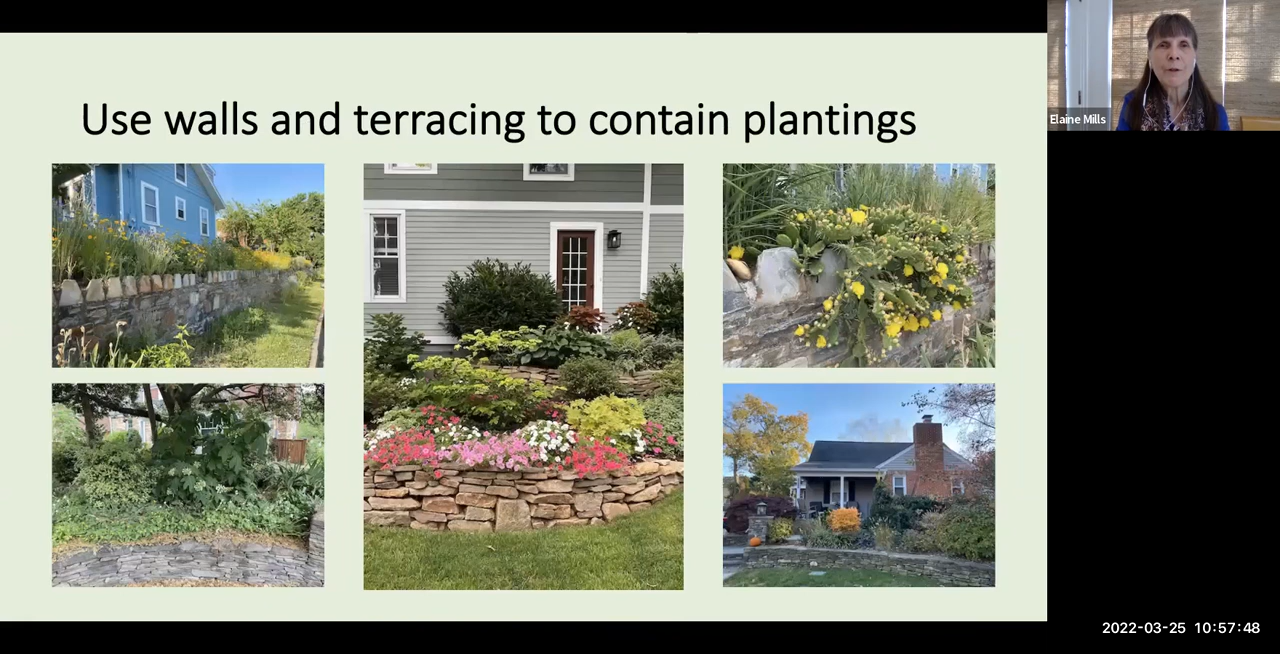 Use walls and terracing to contain plantings
Elaine Mills
2022-03-25 10:57:48